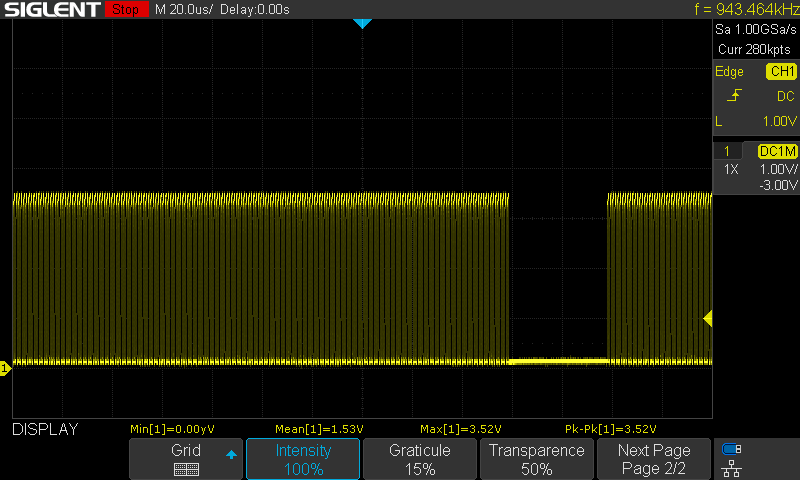 SIGLENT Stop M 20.0us/ Delay:0.00s f = 943.464kHz
Sa 1.00GSa/s
Curr 280kpts
Edge CH1
DC
L 1.00V
1 DC1M
1X 1.00V/
-3.00V
1
DISPLAY Min[1]=0.00yV Mean[1]=1.53V Max[1]=3.52V Pk-Pk[1]=3.52V
Grid Intensity Graticule Transparence Next Page
100% 15% 50% Page 2/2